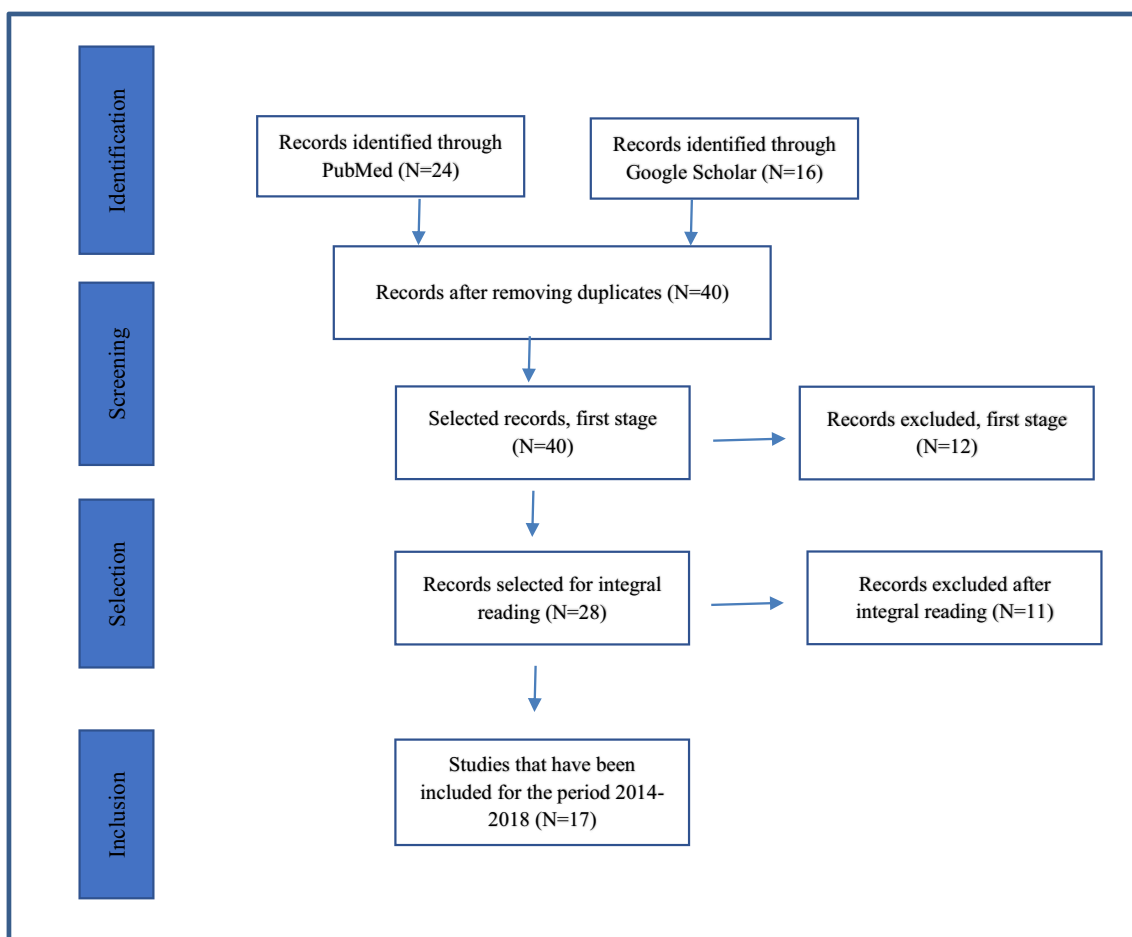 Identification
Records identified through
PubMed (N=24)
Records identified through
Google Scholar (N=16)
Records after removing duplicates (N=40)
Screening
Selected records, first stage
(N=40)
Records excluded, first stage
(N=12)
Selection
Records selected for integral
reading (N=28)
Records excluded after
integral reading (N=11)
Inclusion
Studies that have been
included for the period 2014-
2018 (N=17)